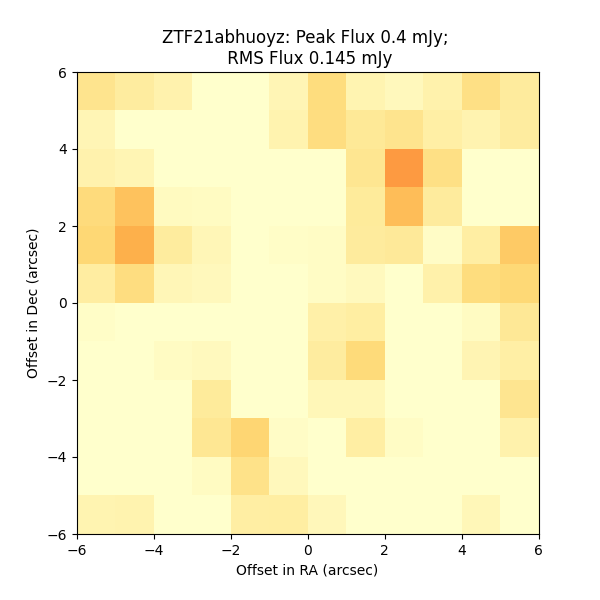 ZTF21abhuoyz: Peak Flux 0.4 mJy;
RMS Flux 0.145 mJy
6
4
2
0
−2
−4
−6
Offset in Dec (arcsec)
−6 −4 −2 0 2 4 6
Offset in RA (arcsec)